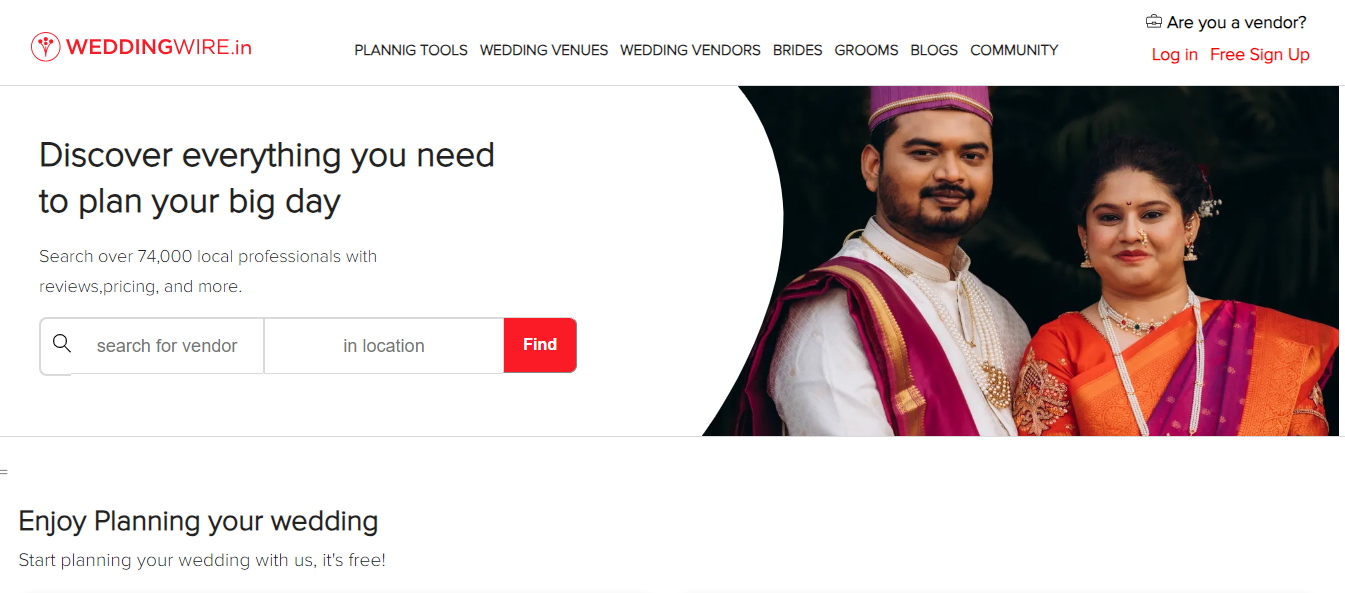 WEDDINGWIRE.in
PLANNIG TOOLS WEDDING VENUES WEDDING VENDORS BRIDES GROOMS BLOGS COMMUNITY
Are you a vendor?
Log in Free Sign Up
Discover everything you need
to plan your big day
Search over 74,000 local professionals with
reviews,pricing, and more.
search for vendor in location Find
=
Enjoy Planning your wedding
Start planning your wedding with us, it's free!